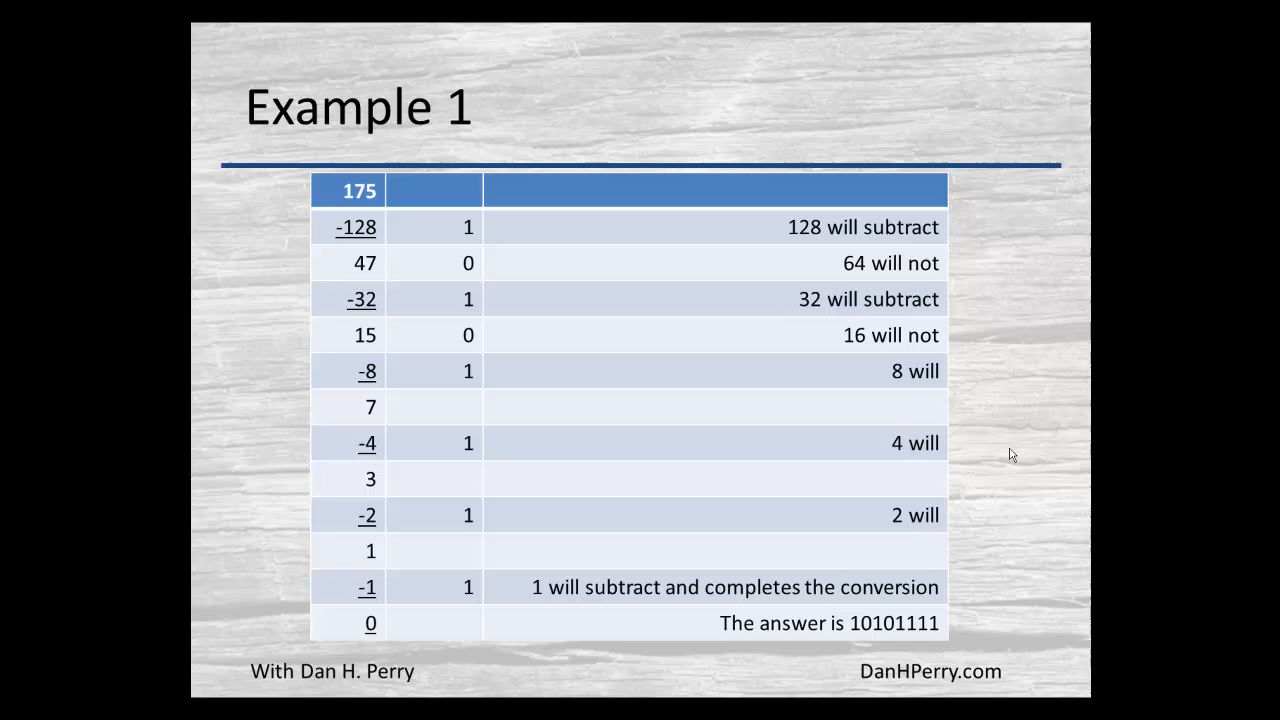 Example 1
175
-128 1 128 will subtract
47 0 64 will not
-32 1 32 will subtract
15 0 16 will not
-8 1 8 will
7
-4 1 4 will
3
-2 1 2 will
1
-1 1 1 will subtract and completes the conversion
0 The answer is 10101111
With Dan H. Perry DanHPerry.com